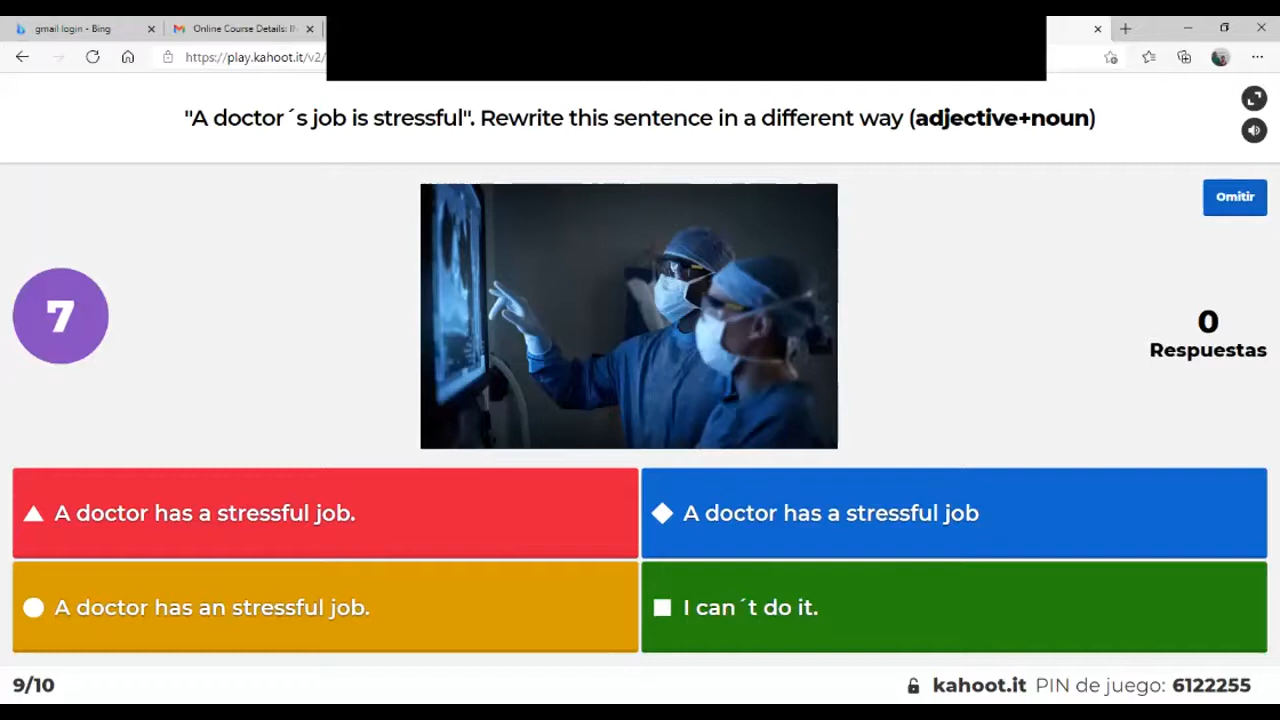 gmail login - Bing
Online Course Details: I
https://play.kahoot.it/v2/
"A doctor´s job is stressful". Rewrite this sentence in a different way (adjective+noun)
Omitir
7
0
Respuestas
A doctor has a stressful job.
A doctor has a stressful job
A doctor has an stressful job.
I can´t do it.
9/10
kahoot.it PIN de juego: 6122255